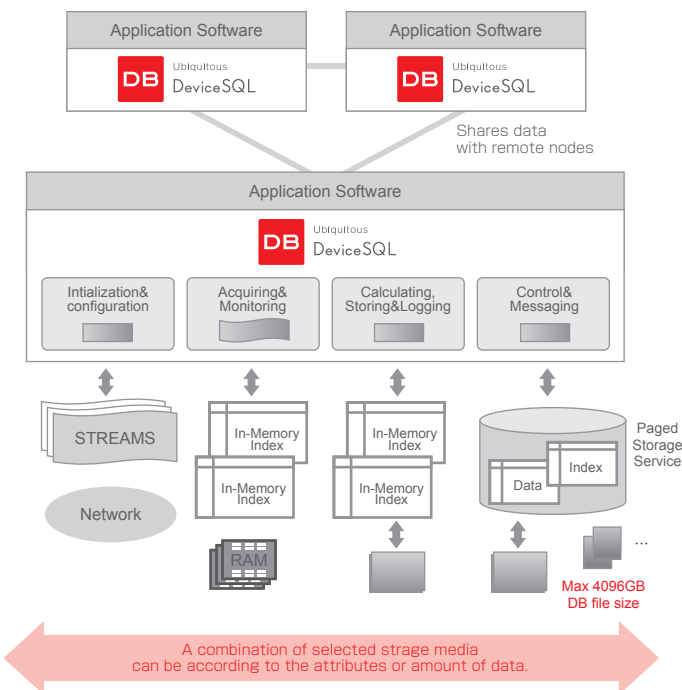 Application Software
DB
Ubiquitous
DeviceSQL
Application Software
DB
Ubiquitous
DeviceSQL
Shares data
with remote nodes
Application Software
DB
Ubiquitous
DeviceSQL
Intialization&
configuration
Acquiring&
Monitoring
Calculating,
Storing&Logging
Control&
Messaging
STREAMS
In-Memory
Index
In-Memory
Index
In-Memory
Index
In-Memory
Index
Data
Index
Paged
Storage
Service
Network
RAM
...
Max 4096GB
DB file size
A combination of selected strage media
can be according to the attributes or amount of data.